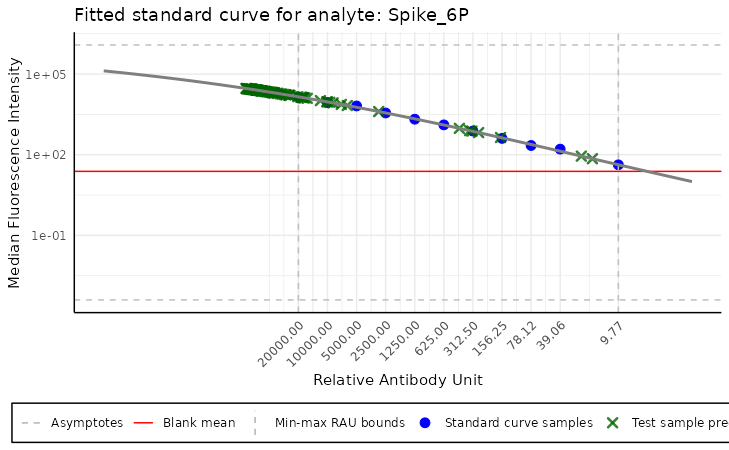 Fitted standard curve for analyte: Spike_6P
Median Fluorescence Intensity
1e+05
1e+02
1e-01
20000.00
10000.00
5000.00
2500.00
1250.00
625.00
312.50
156.25
78.12
39.06
9.77
Relative Antibody Unit
Asymptotes
Blank mean
Min-max RAU bounds
Standard curve samples
Test sample pre